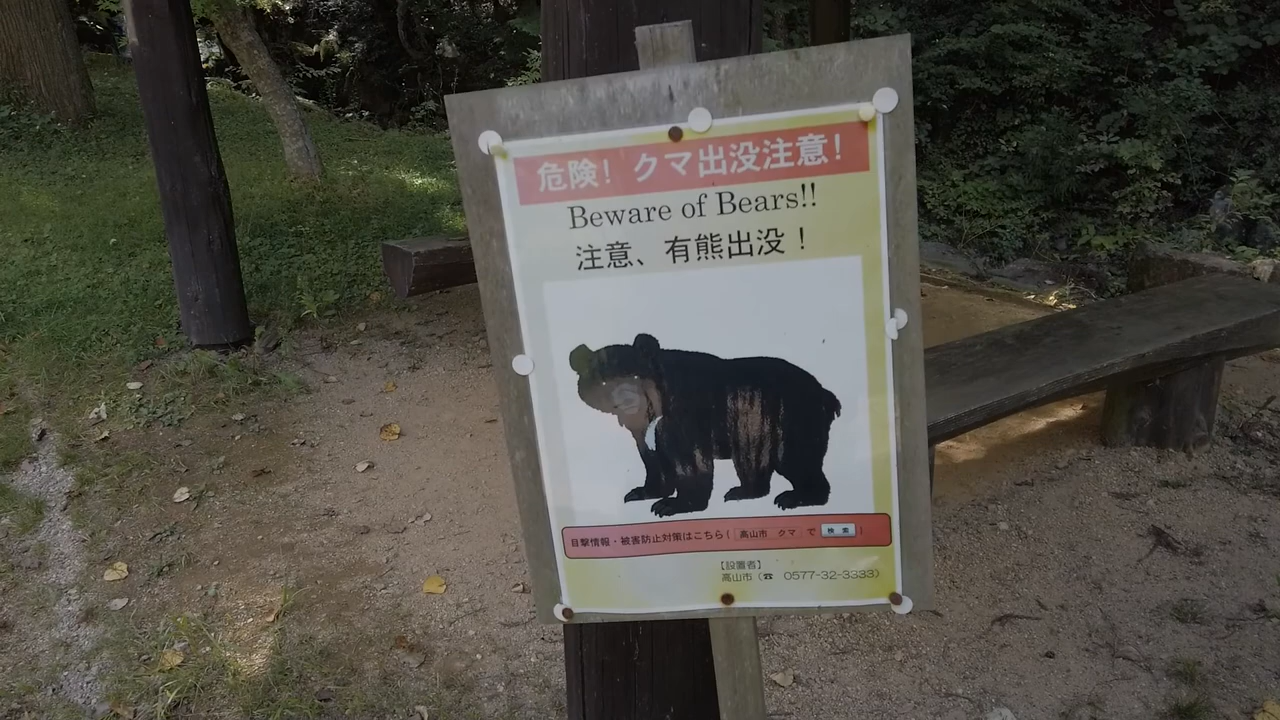 危険！クマ出没注意！
Beware of Bears!!
注意、有熊出没！
目撃情報・被害防止対策はこちら（ 高山市　クマ で 検 索 ）
【設置者】
高山市（☎ 0577-32-3333）